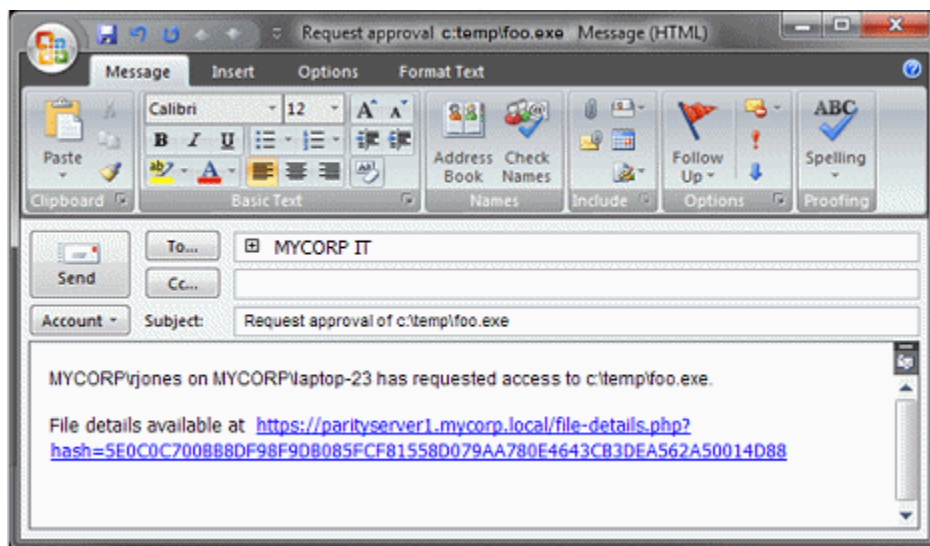 Request approval c:temp\foo.exe Message (HTML)
Message Insert Options Format Text
Calibri 12 A A
Paste B I U Address Book Check Names Follow Up ABC Spelling
ab A
Clipboard Basic Text Names Include Options Proofing
To... MYCORP IT
Send Cc...
Account Subject: Request approval of c:\temp\foo.exe
MYCORP\rjones on MYCORP\laptop-23 has requested access to c:\temp\foo.exe.
File details available at https://parityserver1.mycorp.local/file-details.php?
hash=5E0C0C700BB8DF98F9DB085FCF81558D079AA780E4643CB3DEA562A50014D88